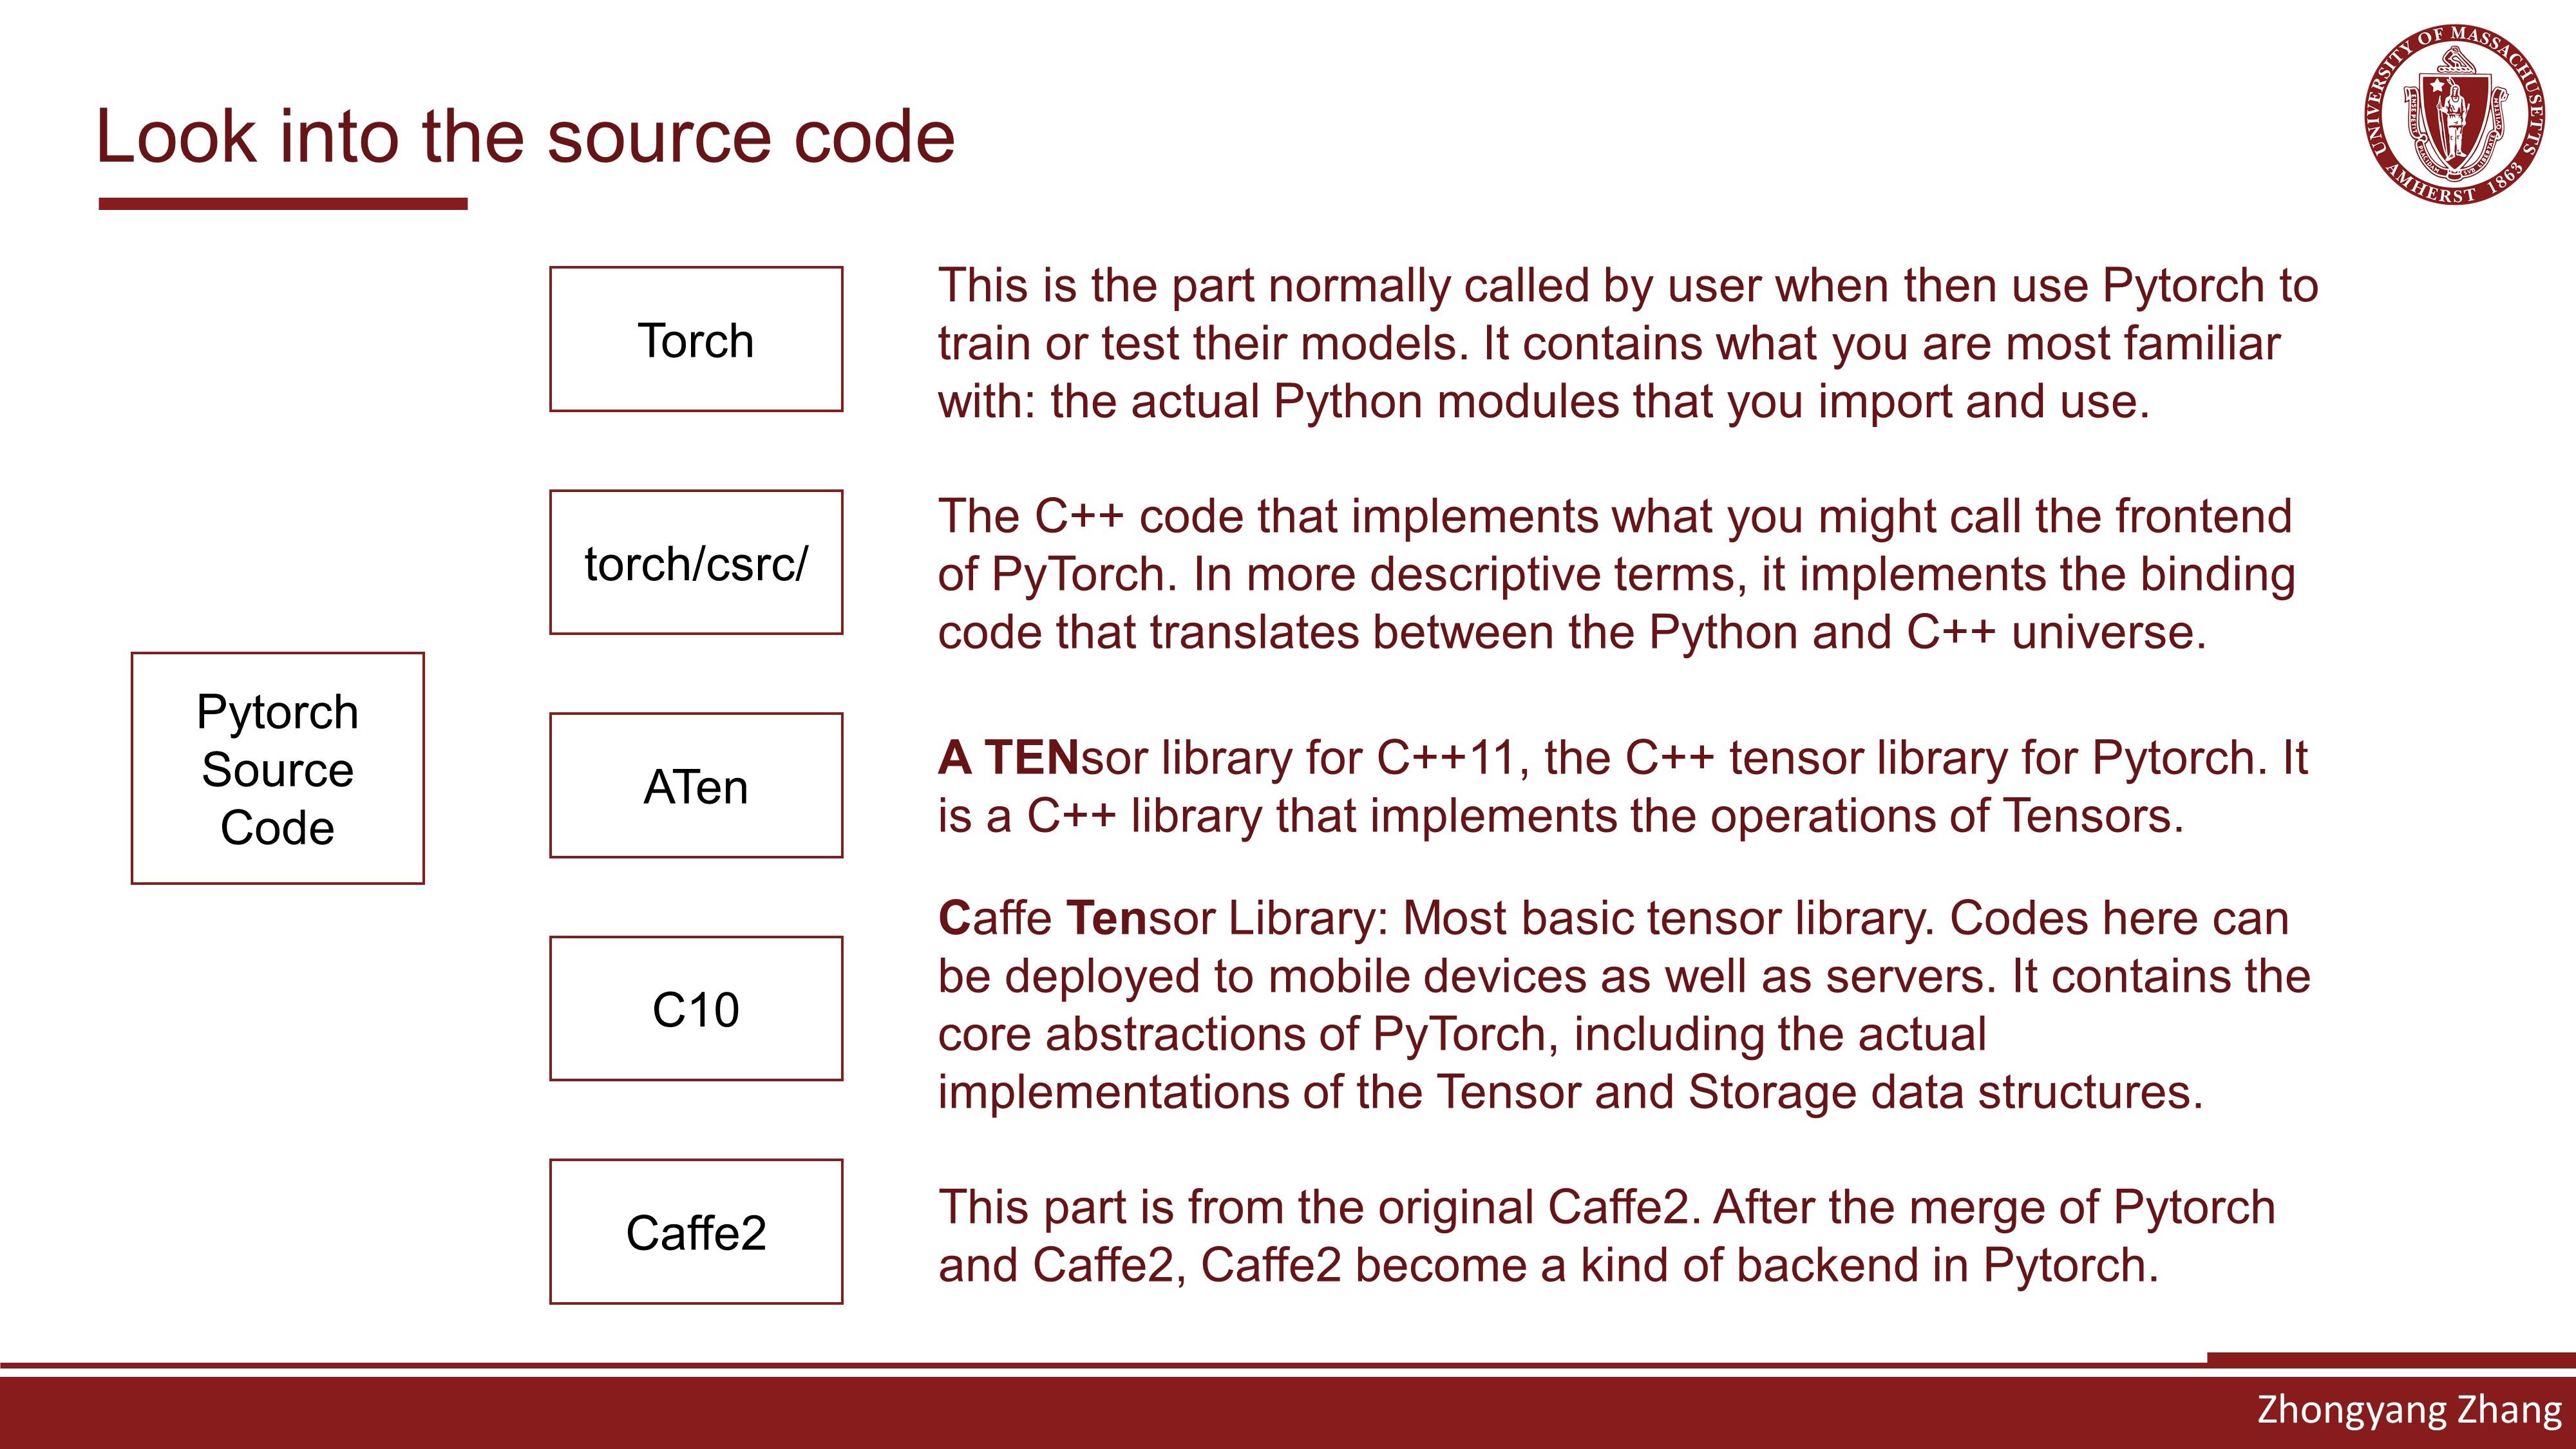 Look into the source code
UNIVERSITY OF MASSACHUSETTS
AMHERST 1863
Torch
This is the part normally called by user when then use Pytorch to
train or test their models. It contains what you are most familiar
with: the actual Python modules that you import and use.
torch/csrc/
The C++ code that implements what you might call the frontend
of PyTorch. In more descriptive terms, it implements the binding
code that translates between the Python and C++ universe.
Pytorch
Source
Code
ATen
A TENsor library for C++11, the C++ tensor library for Pytorch. It
is a C++ library that implements the operations of Tensors.
C10
Caffe Tensor Library: Most basic tensor library. Codes here can
be deployed to mobile devices as well as servers. It contains the
core abstractions of PyTorch, including the actual
implementations of the Tensor and Storage data structures.
Caffe2
This part is from the original Caffe2. After the merge of Pytorch
and Caffe2, Caffe2 become a kind of backend in Pytorch.
Zhongyang Zhang